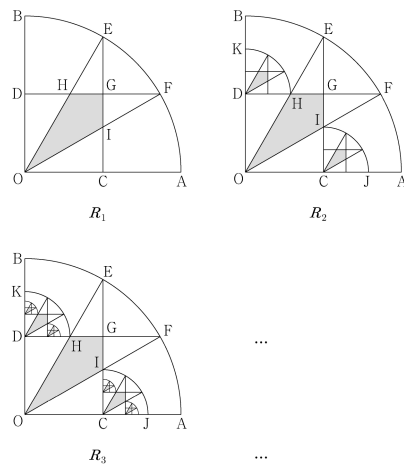 B E B E
K
H G F G F
D D H
I I
O C A O C J A
R₁ R₂
B E
K
G F
D H
I
O C J A
...
R₃ ...